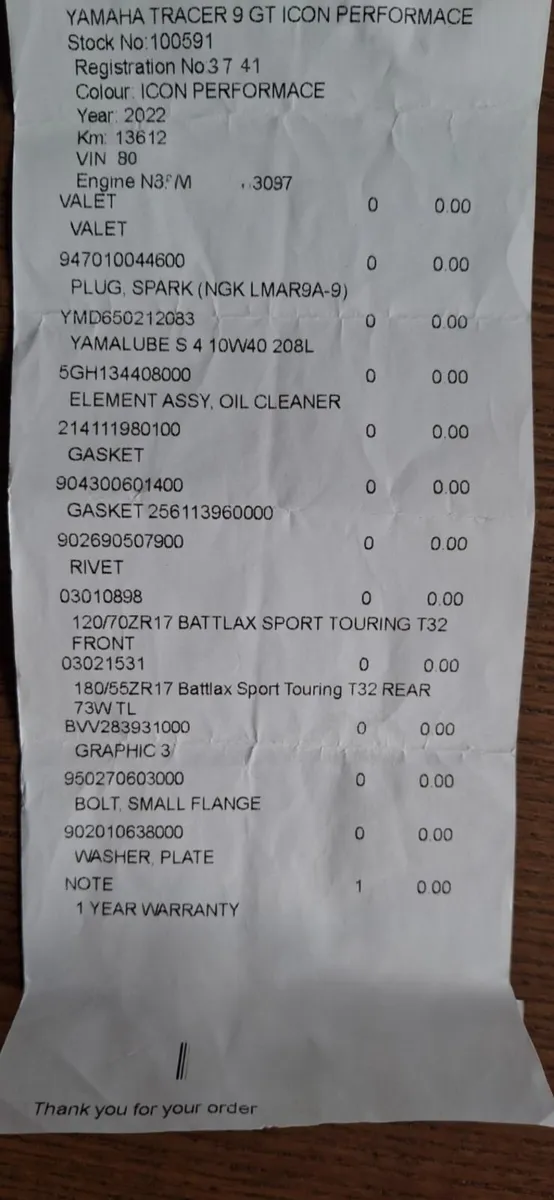 YAMAHA TRACER 9 GT ICON PERFORMACE
Stock No:100591
Registration No 3 7 41
Colour: ICON PERFORMACE
Year: 2022
Km: 13612
VIN 80
Engine 3097
VALET 0 0.00
VALET
947010044600 0 0.00
PLUG, SPARK (NGK LMAR9A-9)
YMD650212083 0 0.00
YAMALUBE S 4 10W40 208L
5GH134408000 0 0.00
ELEMENT ASSY, OIL CLEANER
214111980100 0 0.00
GASKET
904300601400 0 0.00
GASKET 256113960000
902690507900 0 0.00
RIVET
03010898 0 0.00
120/70ZR17 BATTLAX SPORT TOURING T32
FRONT
03021531 0 0.00
180/55ZR17 Battlax Sport Touring T32 REAR
73W TL
BVV283931000 0 0.00
GRAPHIC 3
950270603000 0 0.00
BOLT, SMALL FLANGE
902010638000 0 0.00
WASHER, PLATE
NOTE 1 0.00
1 YEAR WARRANTY
Thank you for your order